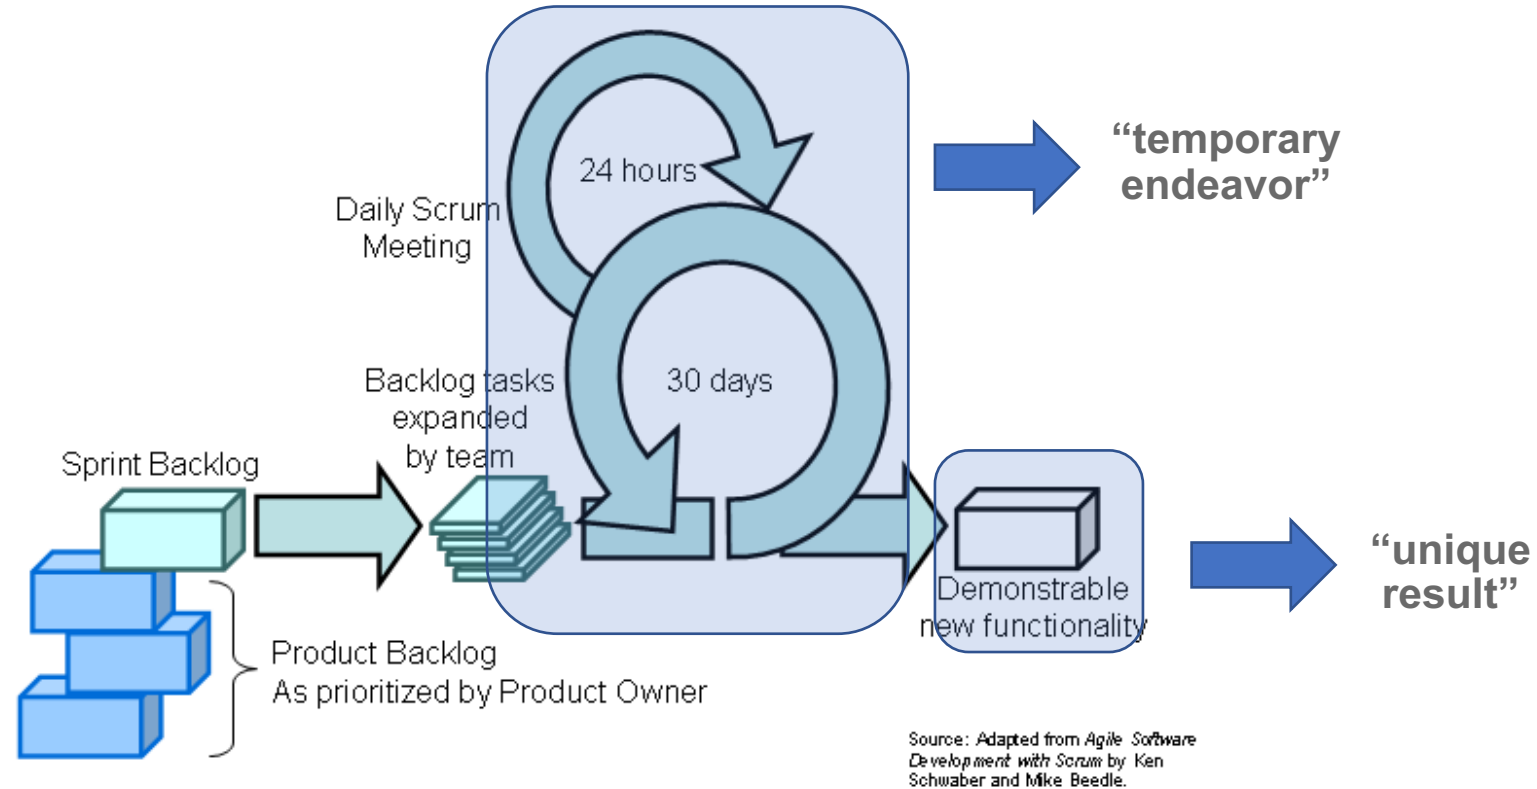 24 hours
“temporary
endeavor”
Daily Scrum
Meeting
30 days
Backlog tasks
expanded
by team
Sprint Backlog
“unique
result”
Demonstrable
new functionality
Product Backlog
As prioritized by Product Owner
Source: Adapted from Agile Software
Development with Scrum by Ken
Schwaber and Mike Beedle.